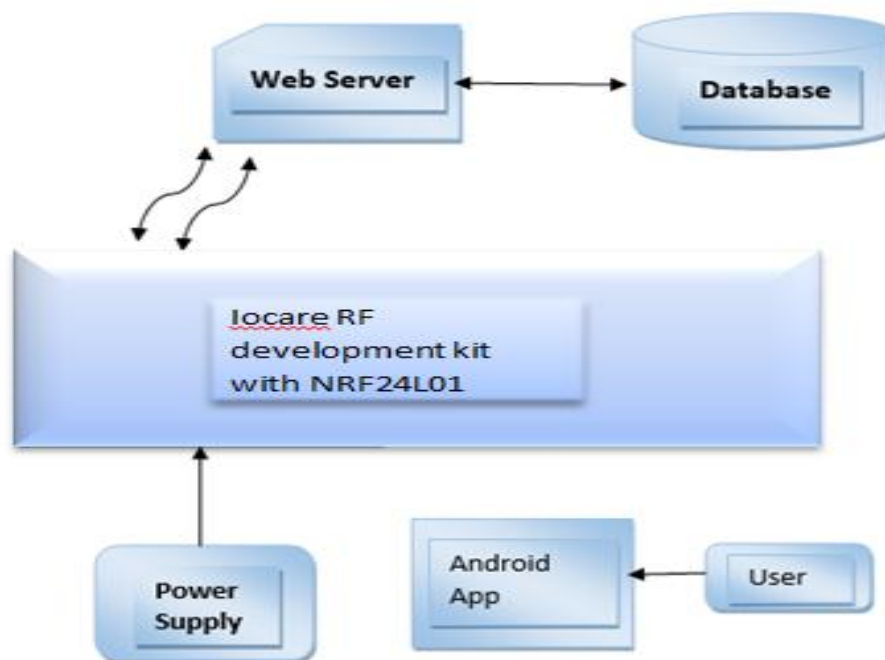 Web Server
Database
Iocare RF
development kit
with NRF24L01
Power
Supply
Android
App
User